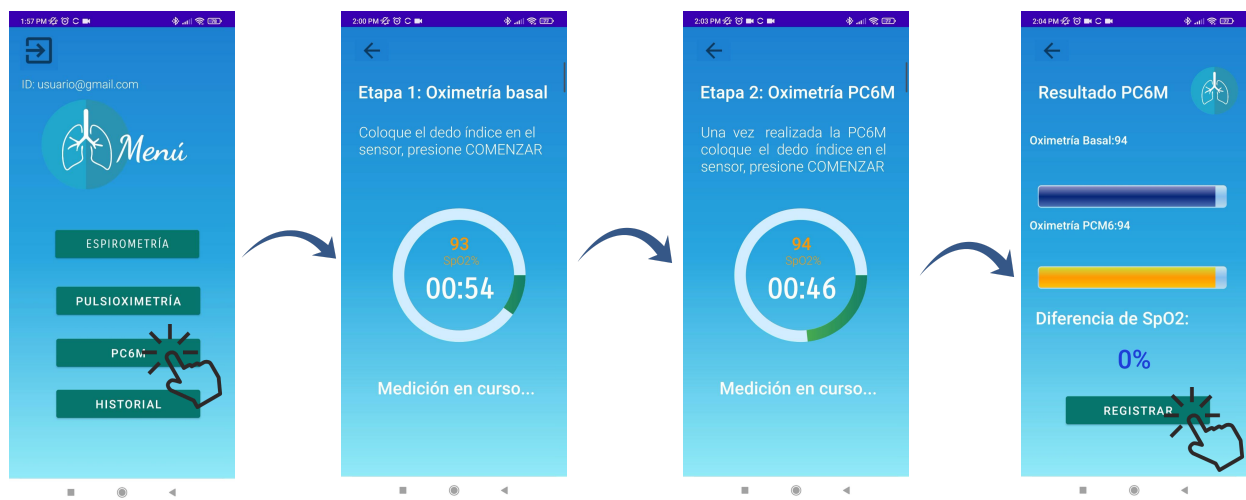 1:57 PM
ID: usuario@gmail.com
Menú
ESPIROMETRÍA
PULSIOXIMETRÍA
PC6M
HISTORIAL
2:00 PM
Etapa 1: Oximetría basal
Coloque el dedo índice en el
sensor, presione COMENZAR
93
SpO2%
00:54
Medición en curso...
2:03 PM
Etapa 2: Oximetría PC6M
Una vez realizada la PC6M
coloque el dedo índice en el
sensor, presione COMENZAR
94
SpO2%
00:46
Medición en curso...
2:04 PM
Resultado PC6M
Oximetría Basal:94
Oximetría PCM6:94
Diferencia de SpO2:
0%
REGISTRAR